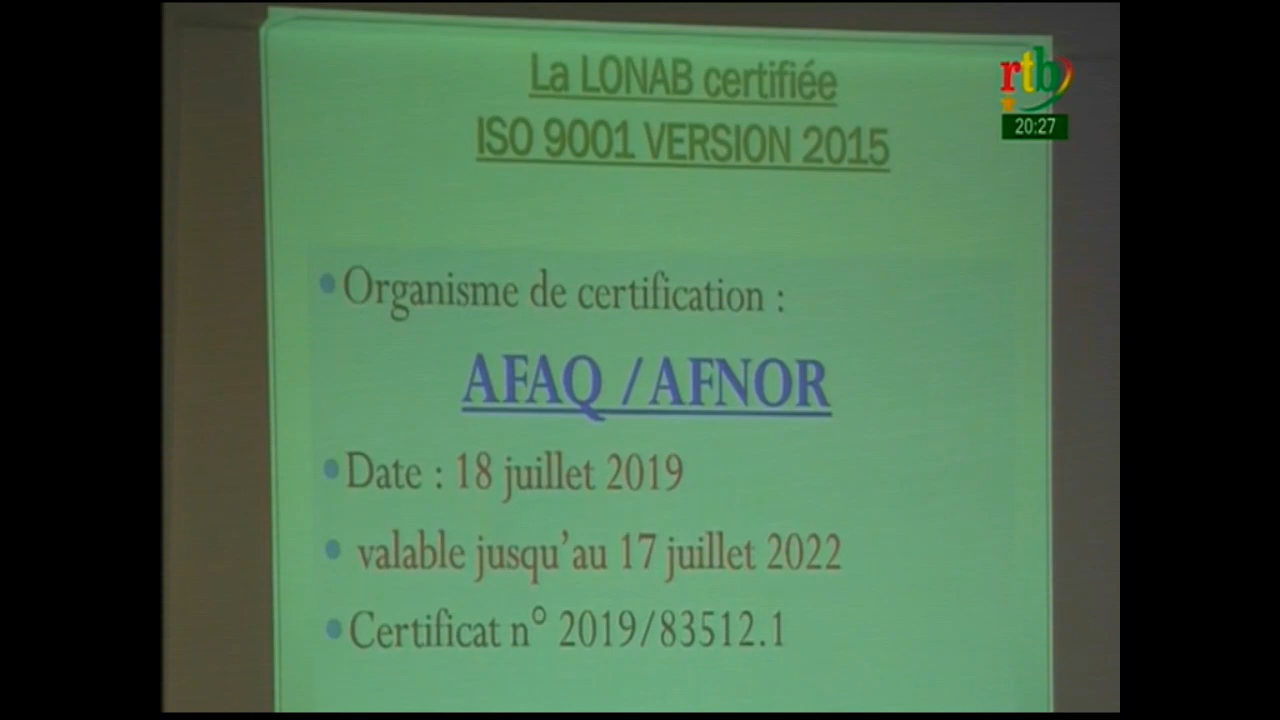 La LONAB certifiée
ISO 9001 VERSION 2015
rtb
20:27
Organisme de certification :
AFAQ / AFNOR
Date : 18 juillet 2019
valable jusqu'au 17 juillet 2022
Certificat n° 2019/83512.1